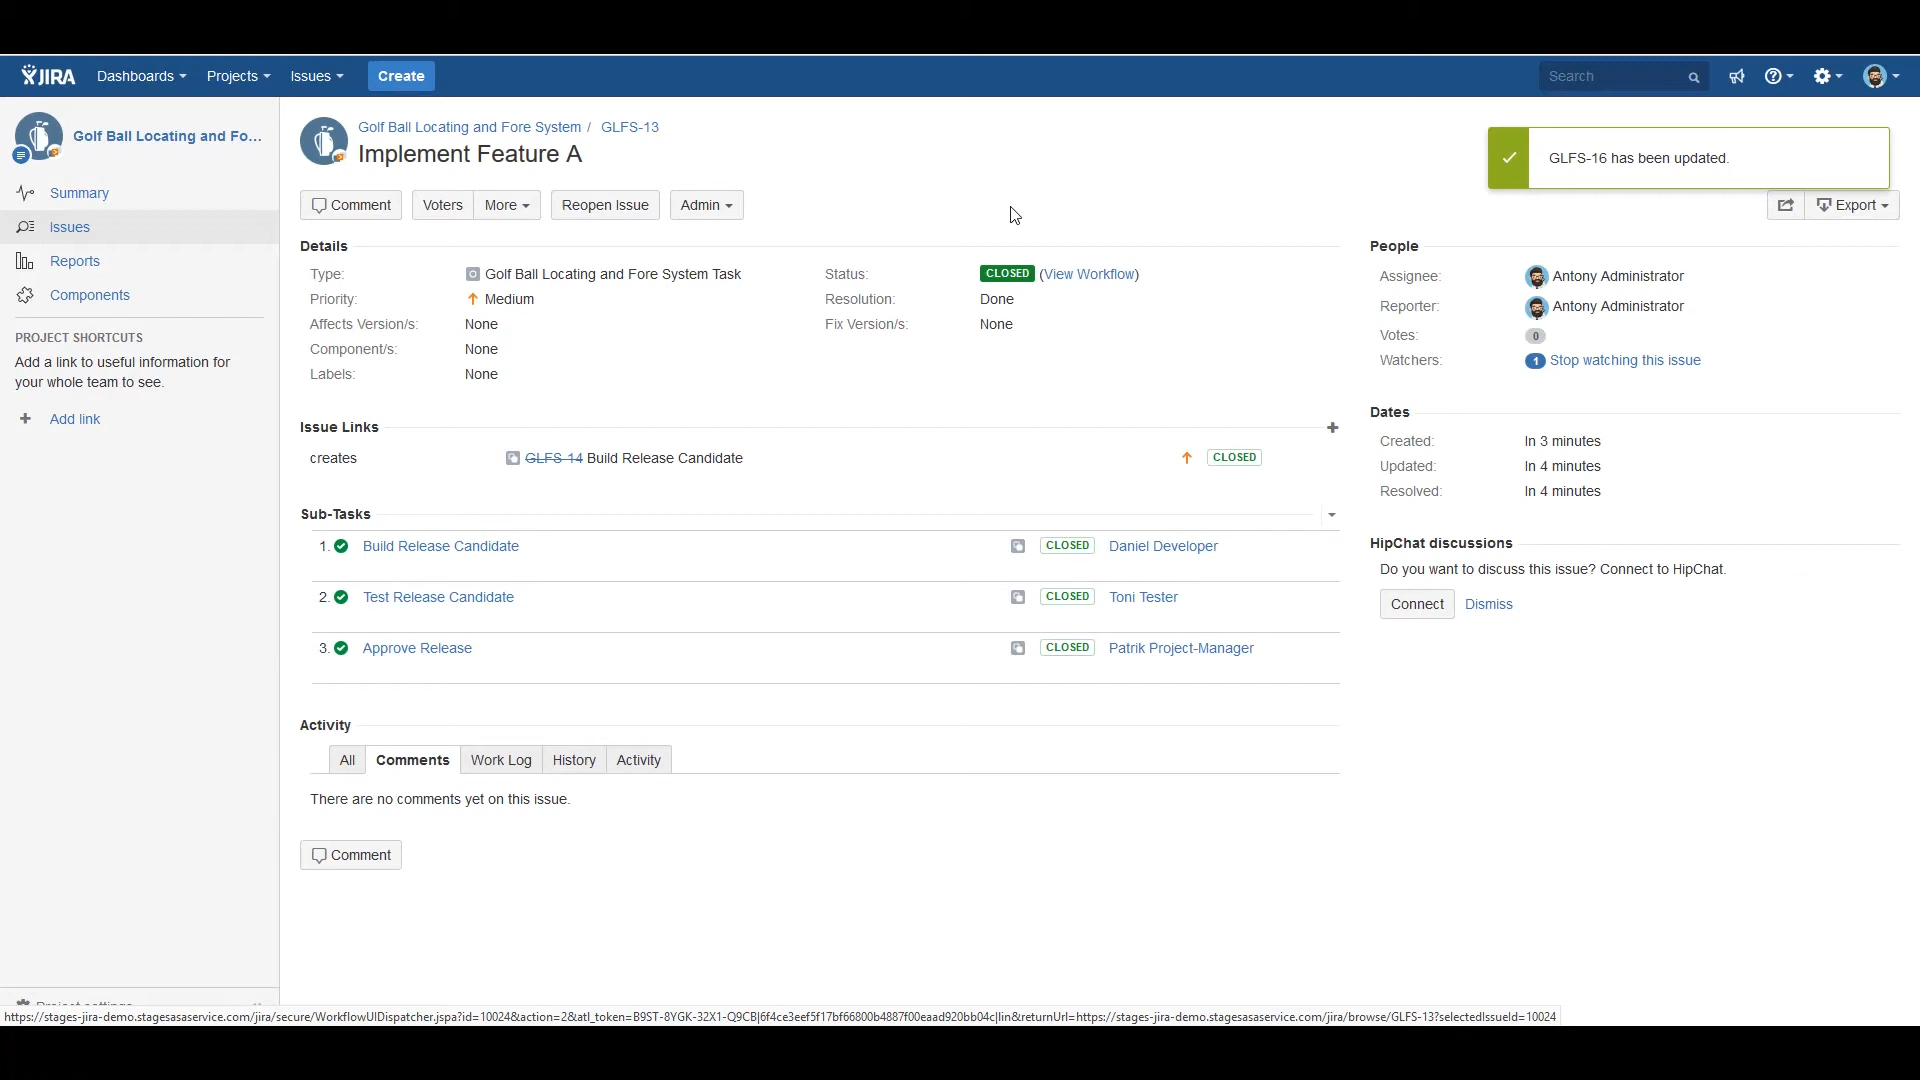 JIRA Dashboards Projects Issues Create Search
Golf Ball Locating and Fo...
Summary
Issues
Reports
Components
PROJECT SHORTCUTS
Add a link to useful information for
your whole team to see.
Add link
Project settings
Golf Ball Locating and Fore System / GLFS-13
Implement Feature A
GLFS-16 has been updated.
Comment Voters More Reopen Issue Admin Export
Details
Type: Golf Ball Locating and Fore System Task
Priority: Medium
Affects Version/s: None
Component/s: None
Labels: None
Status: CLOSED (View Workflow)
Resolution: Done
Fix Version/s: None
Issue Links
creates GLFS-14 Build Release Candidate CLOSED
Sub-Tasks
1. Build Release Candidate CLOSED Daniel Developer
2. Test Release Candidate CLOSED Toni Tester
3. Approve Release CLOSED Patrik Project-Manager
Activity
All Comments Work Log History Activity
There are no comments yet on this issue.
Comment
People
Assignee: Antony Administrator
Reporter: Antony Administrator
Votes: 0
Watchers: 1 Stop watching this issue
Dates
Created: In 3 minutes
Updated: In 4 minutes
Resolved: In 4 minutes
HipChat discussions
Do you want to discuss this issue? Connect to HipChat.
Connect Dismiss
https://stages-jira-demo.stagesasaservice.com/jira/secure/WorkflowUIDispatcher.jspa?id=10024&action=2&atl_token=B9ST-8YGK-32X1-Q9CB|6f4ce3eef5f17bf66800b4887f00eaad920bb04c|lin&returnUrl=https://stages-jira-demo.stagesasaservice.com/jira/browse/GLFS-13?selectedIssueId=10024